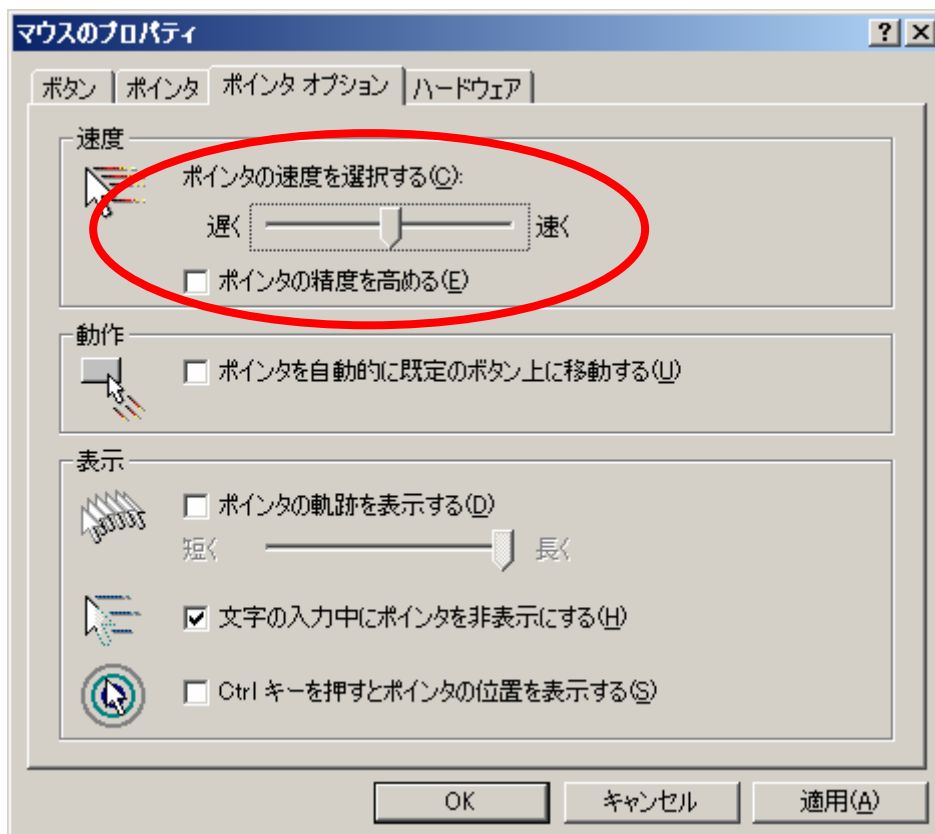 マウスのプロパティ
ボタン ポインタ ポインタ オプション ハードウェア
速度
ポインタの速度を選択する(C):
遅く 速く
ポインタの精度を高める(E)
動作
ポインタを自動的に既定のボタン上に移動する(U)
表示
ポインタの軌跡を表示する(D)
短く 長く
文字の入力中にポインタを非表示にする(H)
Ctrl キーを押すとポインタの位置を表示する(S)
OK キャンセル 適用(A)